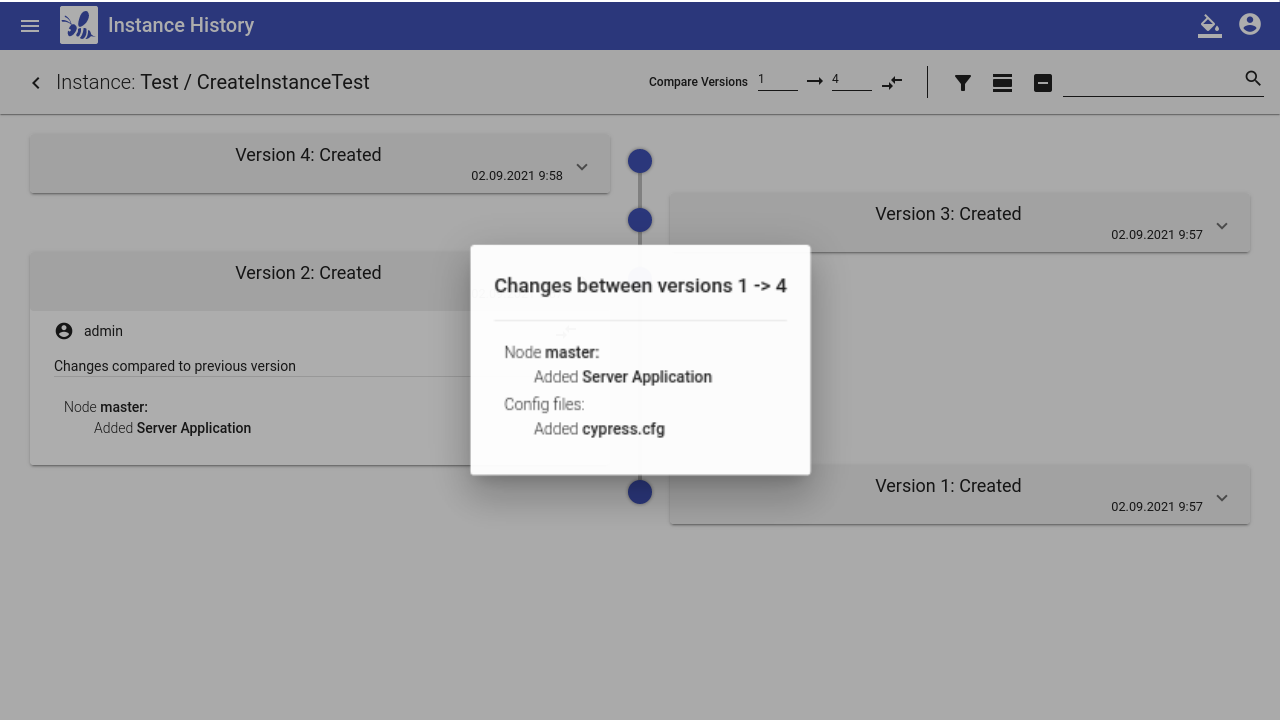 Instance History
Instance: Test / CreateInstanceTest
Compare Versions 1 4
Version 4: Created
02.09.2021 9:58
Version 3: Created
02.09.2021 9:57
Version 2: Created
admin
Changes compared to previous version
Node master:
Added Server Application
Changes between versions 1 -> 4
Node master:
Added Server Application
Config files:
Added cypress.cfg
Version 1: Created
02.09.2021 9:57